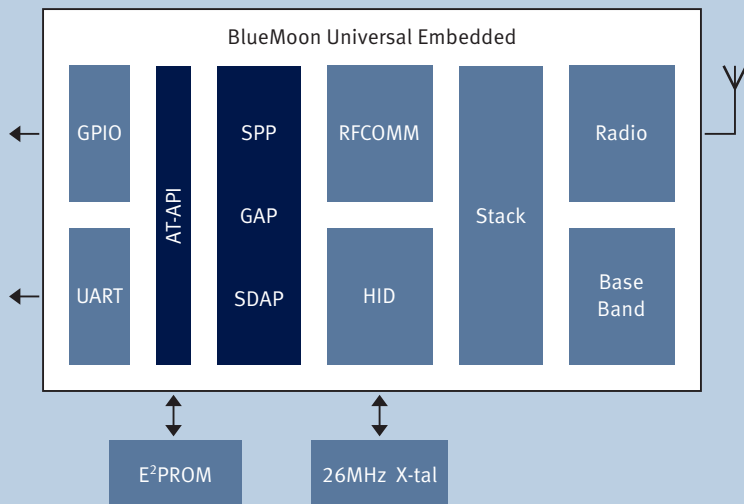 BlueMoon Universal Embedded
GPIO
UART
AT-API
SPP
GAP
SDAP
RFCOMM
HID
Stack
Radio
Base
Band
E²PROM
26MHz X-tal